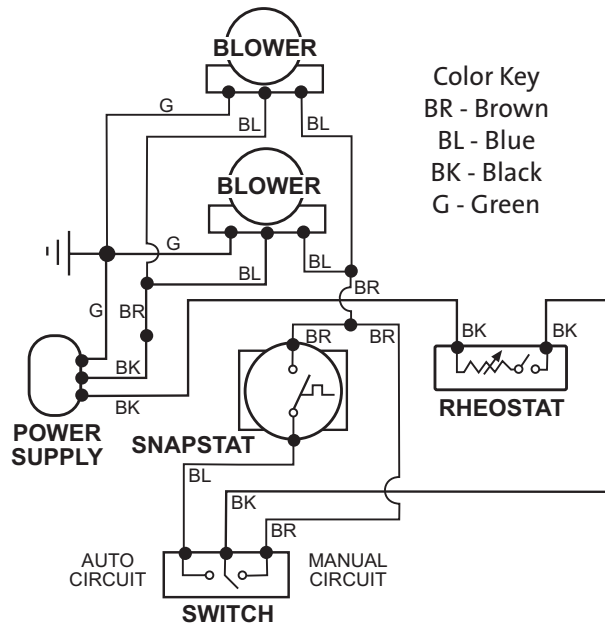 BLOWER
Color Key
BR - Brown
BL - Blue
BK - Black
G - Green
G
BL
BL
BLOWER
G
BL
BL
BR
G
BR
BK
BK
BR
BR
BK
BK
RHEOSTAT
POWER
SUPPLY
SNAPSTAT
BL
BK
BR
AUTO
CIRCUIT
MANUAL
CIRCUIT
SWITCH